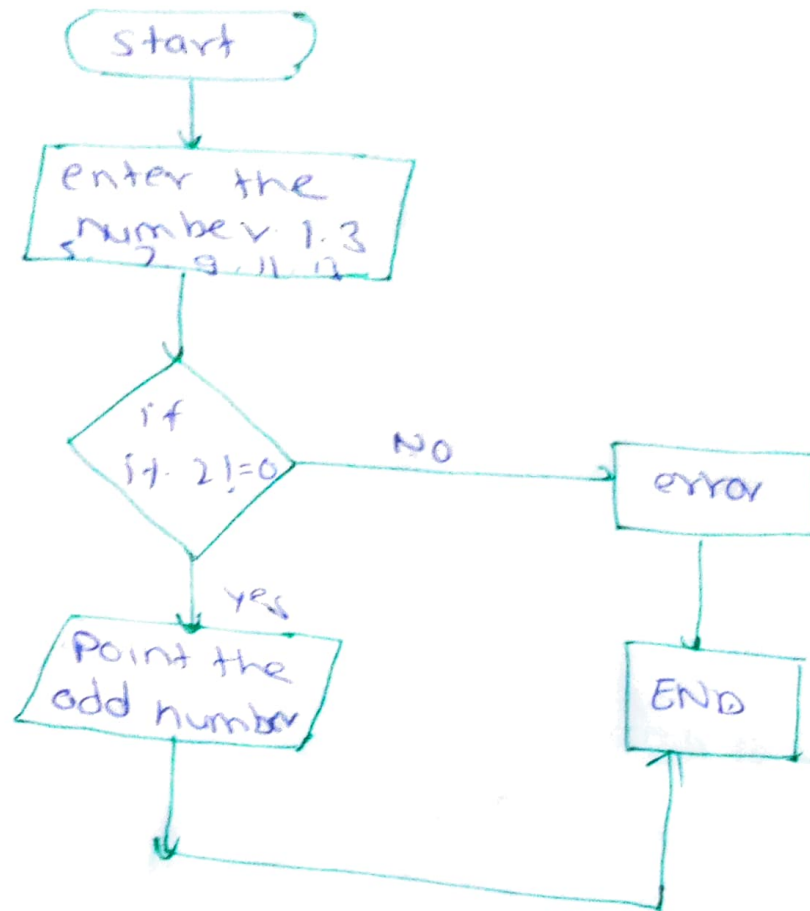 start
enter the
number. 1.3
5. 7 9. 11. 13
if
i%. 2!=0
NO
error
yes
Point the
odd number
END